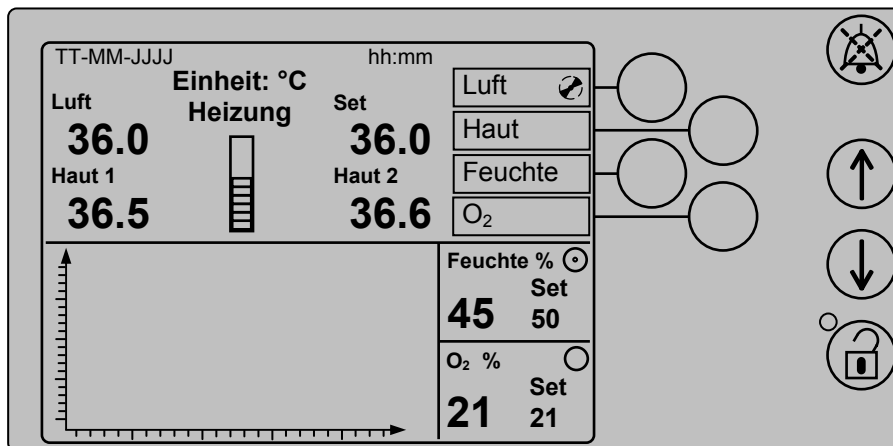 TT-MM-JJJJ hh:mm
Einheit: °C
Heizung
Luft
36.0
Set
36.0
Haut 1
36.5
Haut 2
36.6
Luft
Haut
Feuchte
O₂
Feuchte %
Set
45 50
O₂ %
Set
21 21